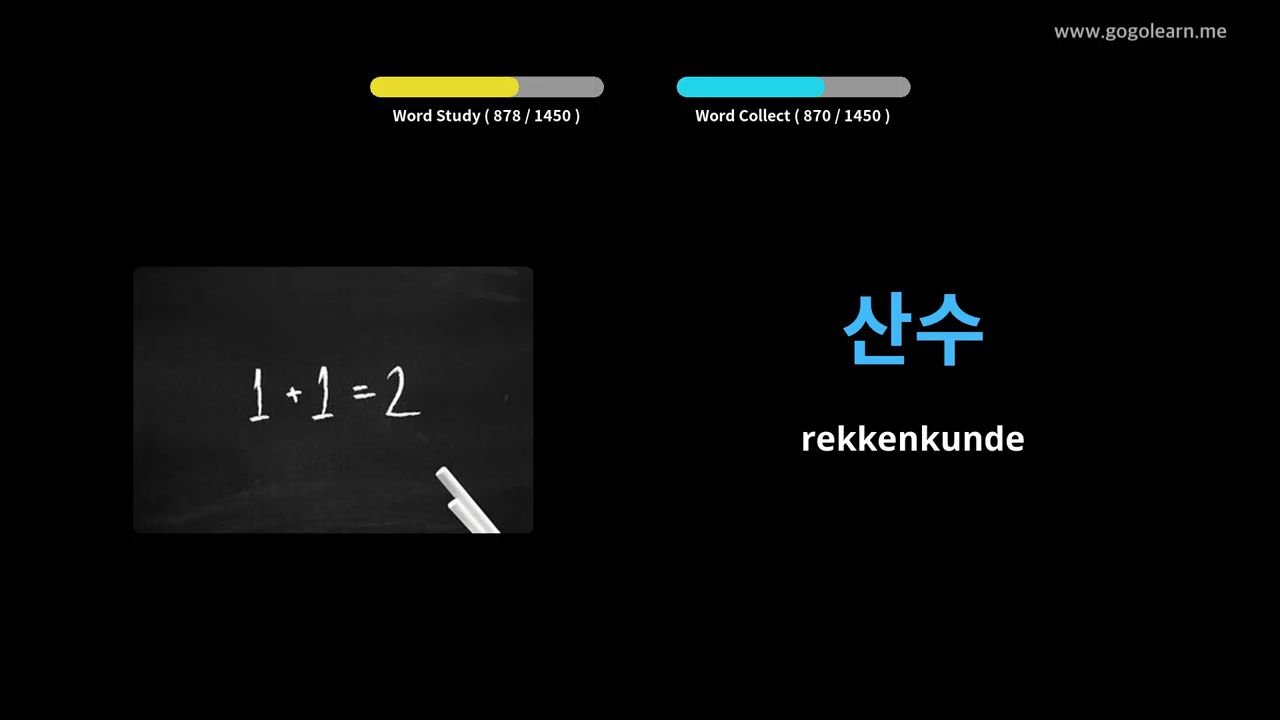 www.gogolearn.me
Word Study ( 878 / 1450 )
Word Collect ( 870 / 1450 )
1 + 1 = 2
산수
rekkenkunde